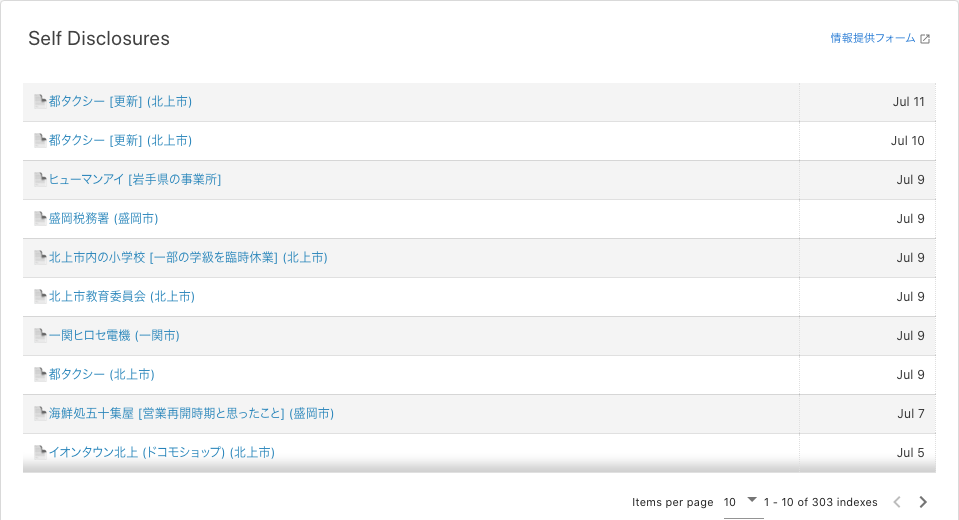 Self Disclosures
情報提供フォーム
都タクシー [更新] (北上市) Jul 11
都タクシー [更新] (北上市) Jul 10
ヒューマンアイ [岩手県の事業所] Jul 9
盛岡税務署 (盛岡市) Jul 9
北上市内の小学校 [一部の学級を臨時休業] (北上市) Jul 9
北上市教育委員会 (北上市) Jul 9
一関ヒロセ電機 (一関市) Jul 9
都タクシー (北上市) Jul 9
海鮮処五十集屋 [営業再開時期と思ったこと] (盛岡市) Jul 7
イオンタウン北上 (ドコモショップ) (北上市) Jul 5
Items per page 10 1 - 10 of 303 indexes